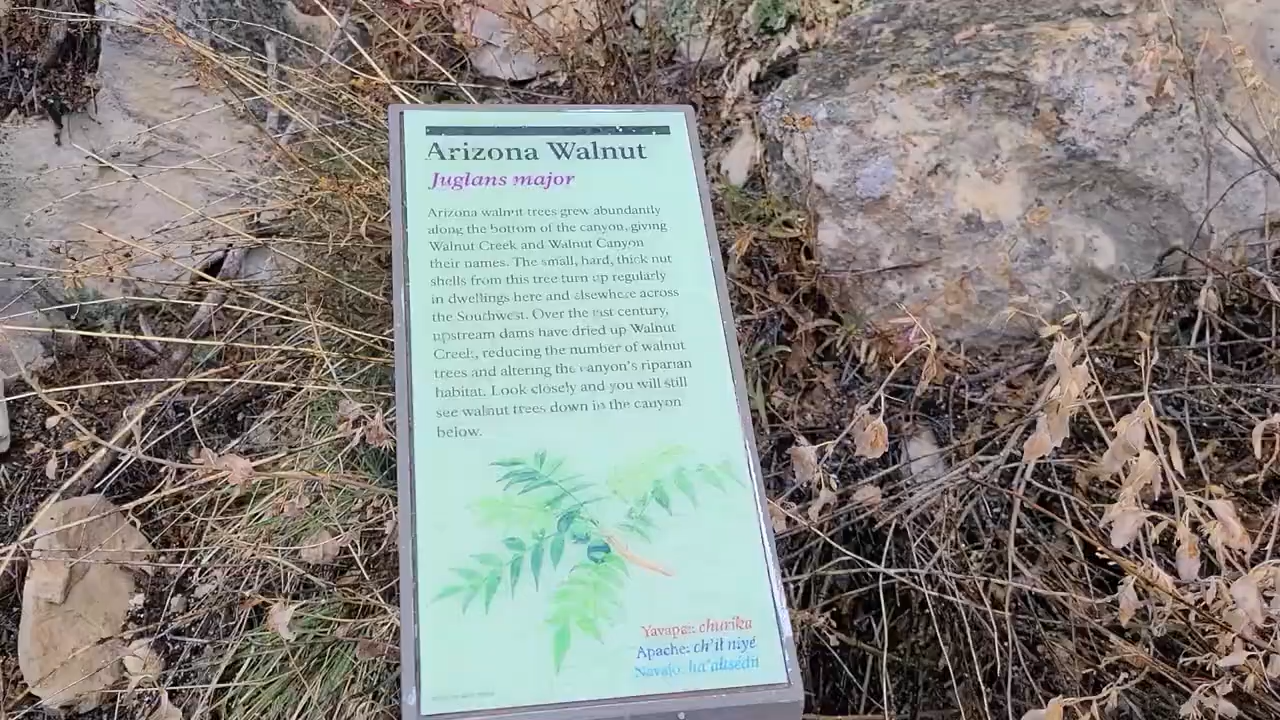 Arizona Walnut
Juglans major
Arizona walnut trees grew abundantly
along the bottom of the canyon, giving
Walnut Creek and Walnut Canyon
their names. The small, hard, thick nut
shells from this tree turn up regularly
in dwellings here and elsewhere across
the Southwest. Over the last century,
upstream dams have dried up Walnut
Creek, reducing the number of walnut
trees and altering the canyon's riparian
habitat. Look closely and you will still
see walnut trees down in the canyon
below.
Yavapai: churika
Apache: ch'il niyé
Navajo: